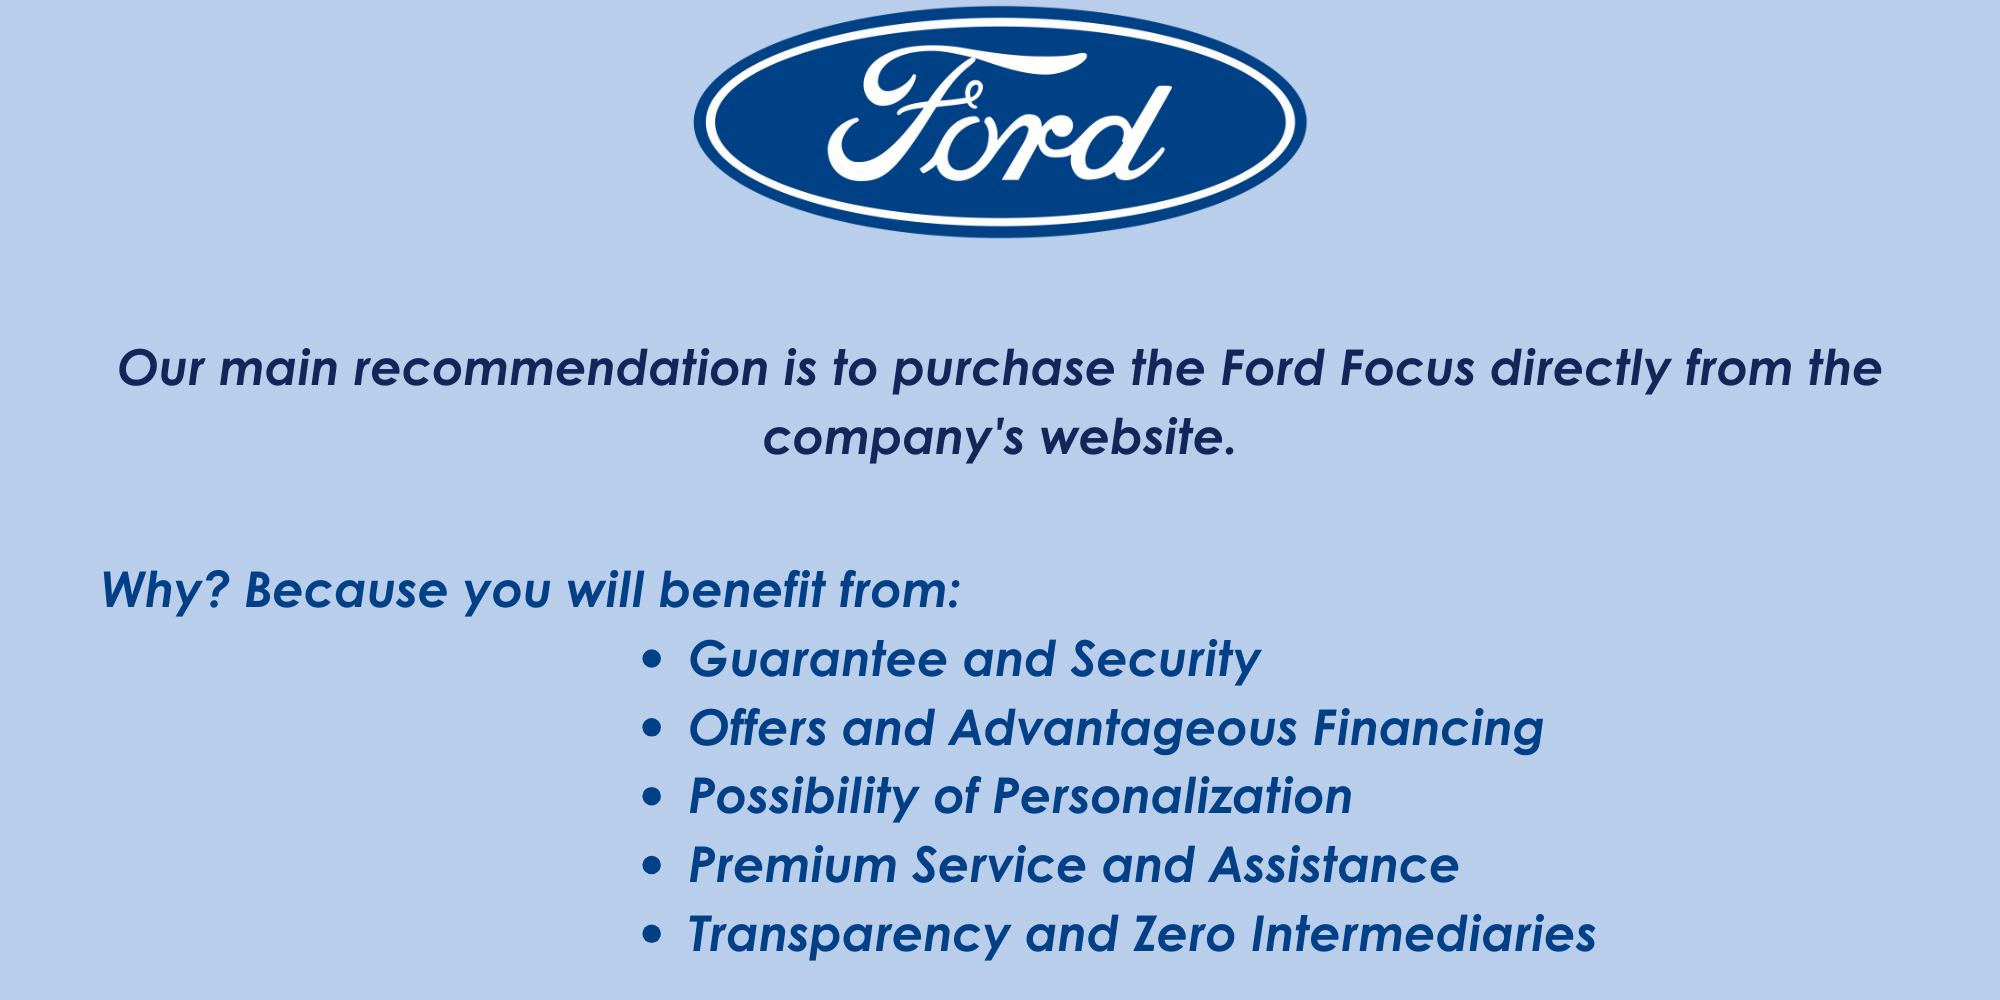 Ford
Our main recommendation is to purchase the Ford Focus directly from the
company's website.
Why? Because you will benefit from:
• Guarantee and Security
• Offers and Advantageous Financing
• Possibility of Personalization
• Premium Service and Assistance
• Transparency and Zero Intermediaries